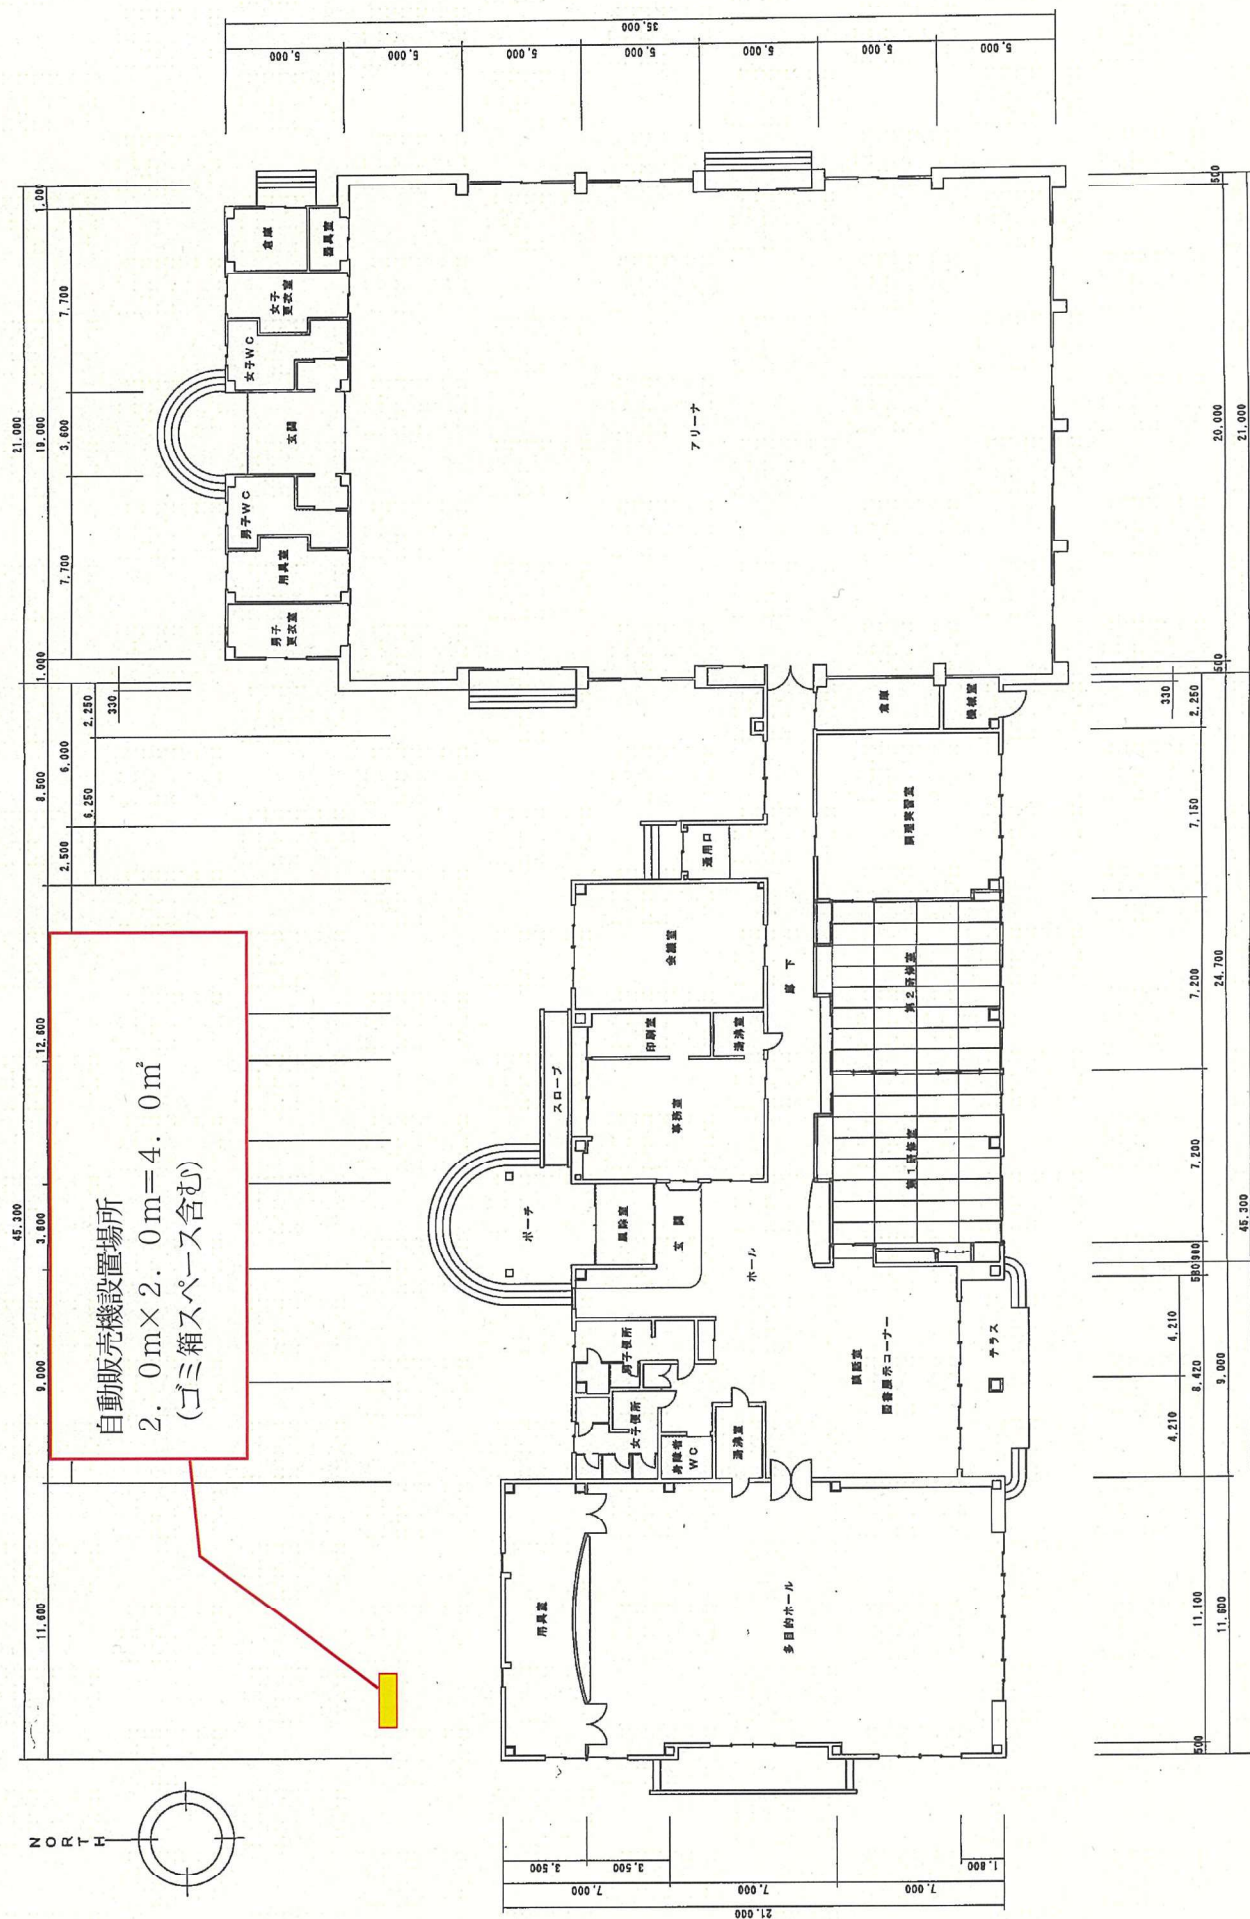 自動販売機設置場所
2．0m×2．0m=4．0㎡
(ゴミ箱スペース含む)
NORTH
45,300
21,000
11,600
9,000
3,600
12,600
8,500
19,000
2,500
6,250
6,000
2,250
330
1,000
7,700
3,600
7,700
1,000
35,000
5,000
5,000
5,000
5,000
5,000
5,000
5,000
男子
更衣室
用具室
男子WC
玄関
女子WC
女子
更衣室
倉庫
器具室
アリーナ
ポーチ
スロープ
風除室
玄関
事務室
印刷室
湯沸室
会議室
通用口
廊下
ホール
倉庫
機械室
調理実習室
第2研修室
第1研修室
男子便所
女子便所
身障者
WC
湯沸室
談話室
図書展示コーナー
テラス
用具室
多目的ホール
3,500
3,500
7,000
7,000
7,000
1,800
21,000
500
11,100
4,210
4,210
8,420
580
980
7,200
7,200
7,150
2,250
330
500
20,000
500
11,600
9,000
24,700
45,300
21,000